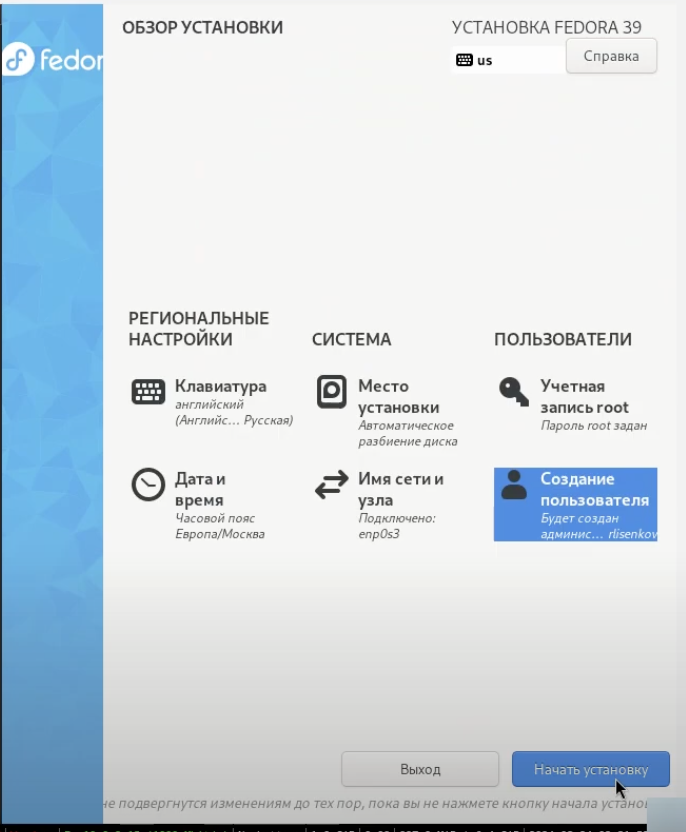 ОБЗОР УСТАНОВКИ
УСТАНОВКА FEDORA 39
fedor
us
Справка
РЕГИОНАЛЬНЫЕ
НАСТРОЙКИ
СИСТЕМА
ПОЛЬЗОВАТЕЛИ
Клавиатура
английский
(Английс... Русская)
Место
установки
Автоматическое
разбиение диска
Учетная
запись root
Пароль root задан
Дата и
время
Часовой пояс
Европа/Москва
Имя сети и
узла
Подключено:
enp0s3
Создание
пользователя
Будет создан
админис... rlisenkov
Выход
Начать установку
не подвергнутся изменениям до тех пор, пока вы не нажмете кнопку начала